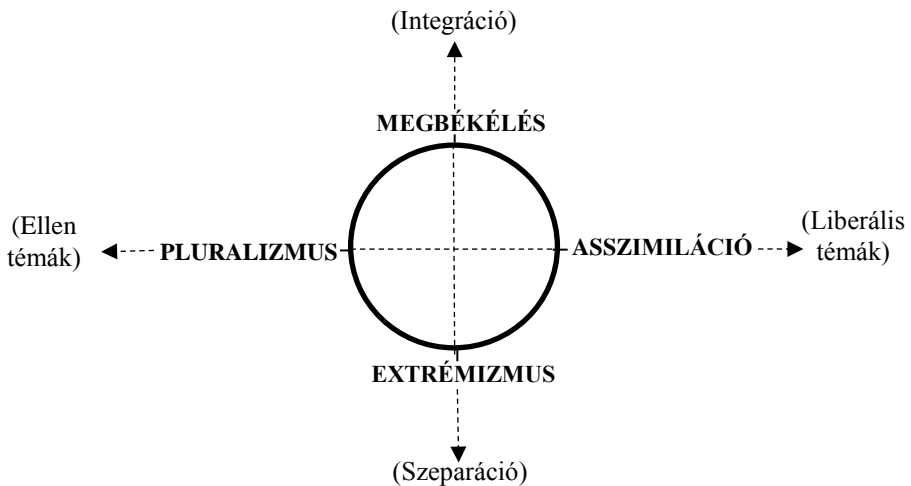 (Integráció)
MEGBÉKÉLÉS
(Ellen
témák)
PLURALIZMUS
ASSZIMILÁCIÓ
(Liberális
témák)
EXTRÉMIZMUS
(Szeparáció)